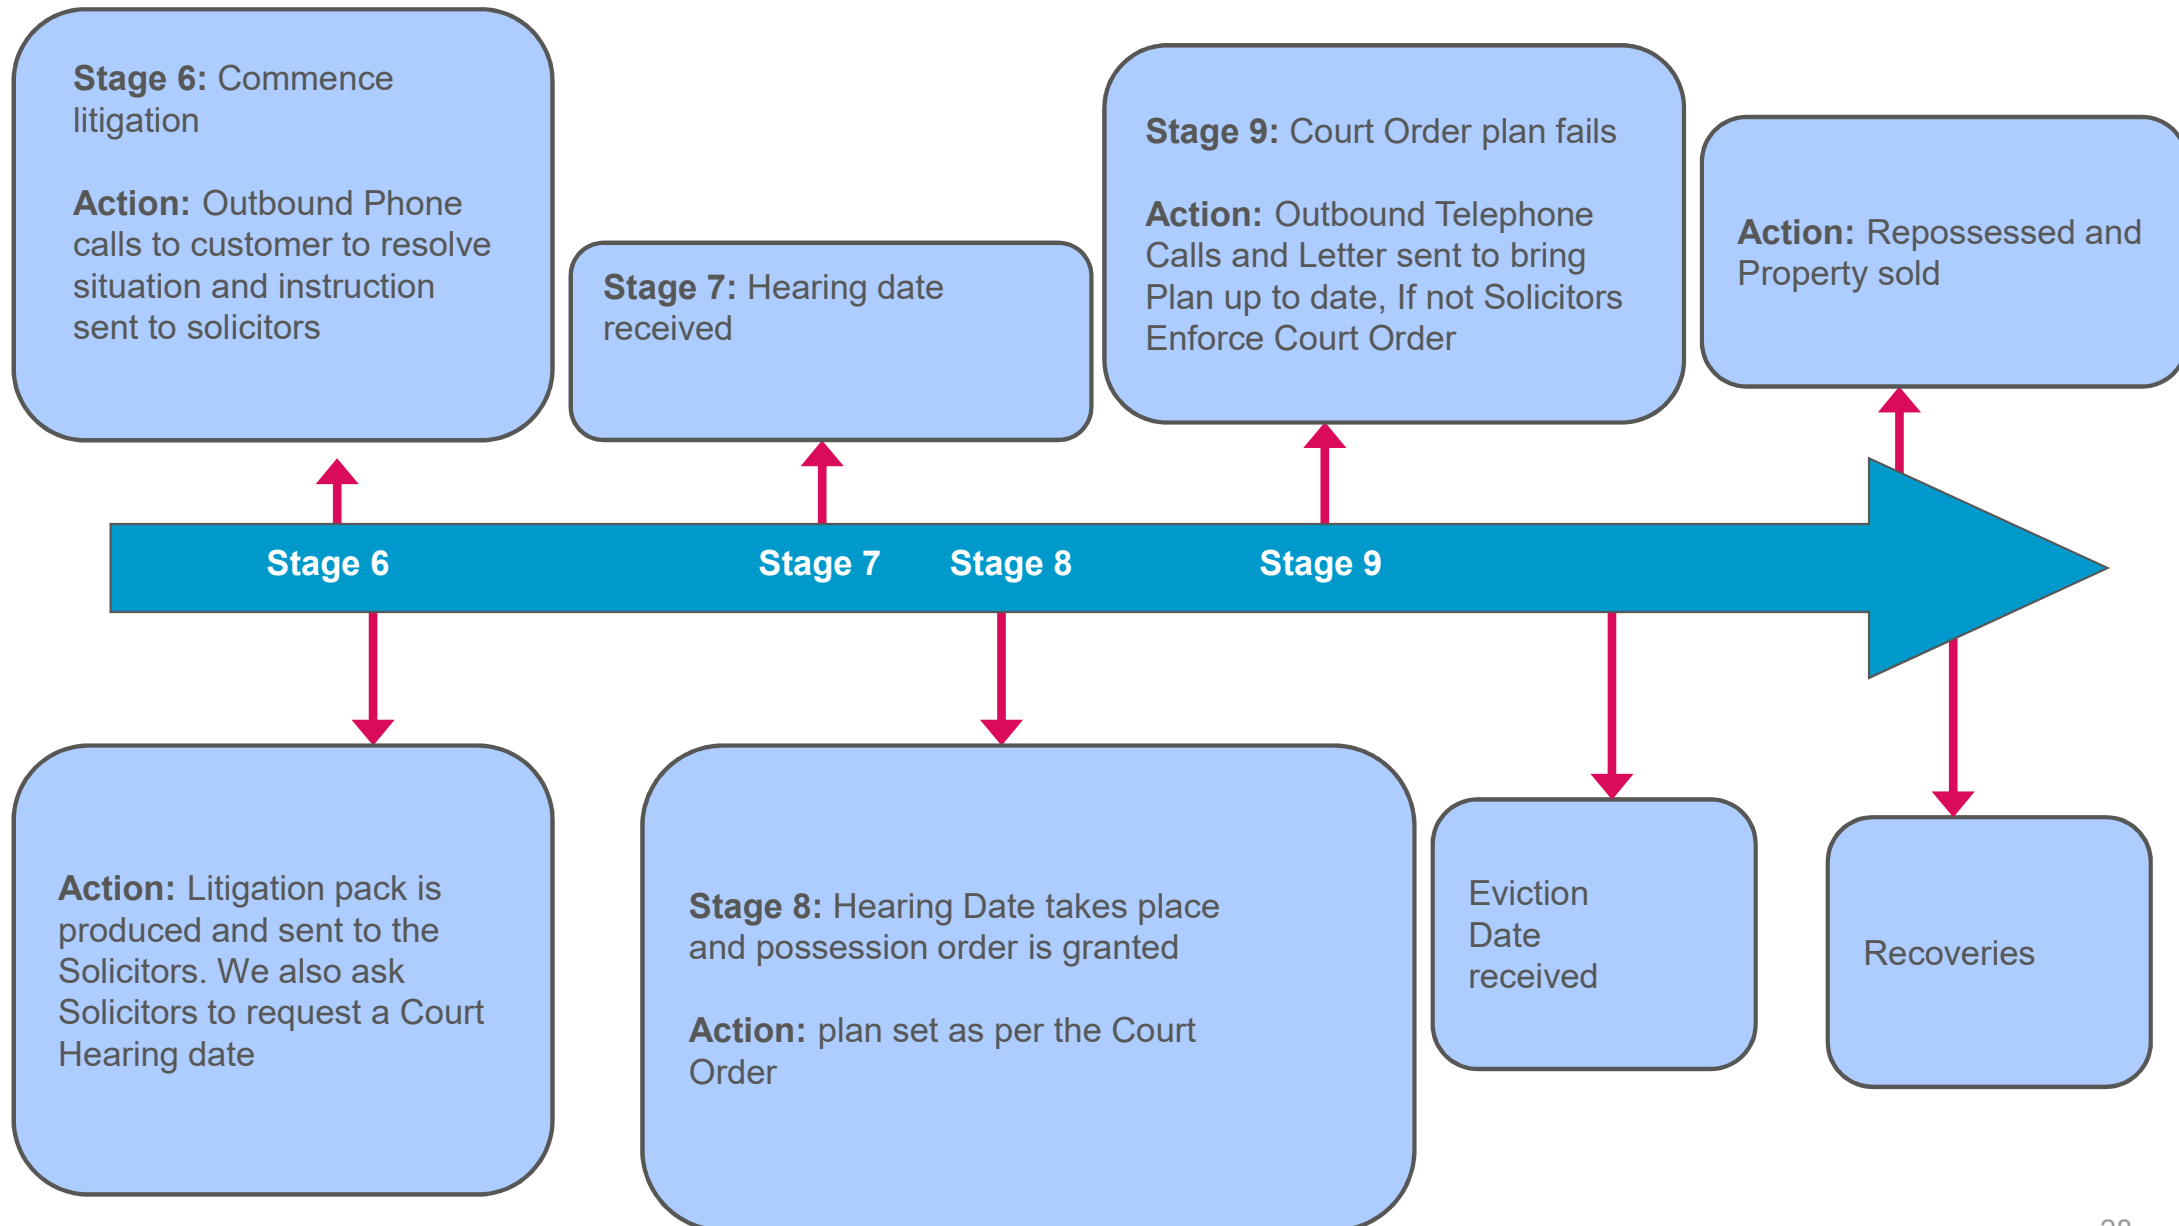 Stage 6: Commence
litigation
Action: Outbound Phone
calls to customer to resolve
situation and instruction
sent to solicitors
Stage 7: Hearing date
received
Stage 9: Court Order plan fails
Action: Outbound Telephone
Calls and Letter sent to bring
Plan up to date, If not Solicitors
Enforce Court Order
Action: Repossessed and
Property sold
Stage 6
Stage 7
Stage 8
Stage 9
Action: Litigation pack is
produced and sent to the
Solicitors. We also ask
Solicitors to request a Court
Hearing date
Stage 8: Hearing Date takes place
and possession order is granted
Action: plan set as per the Court
Order
Eviction
Date
received
Recoveries